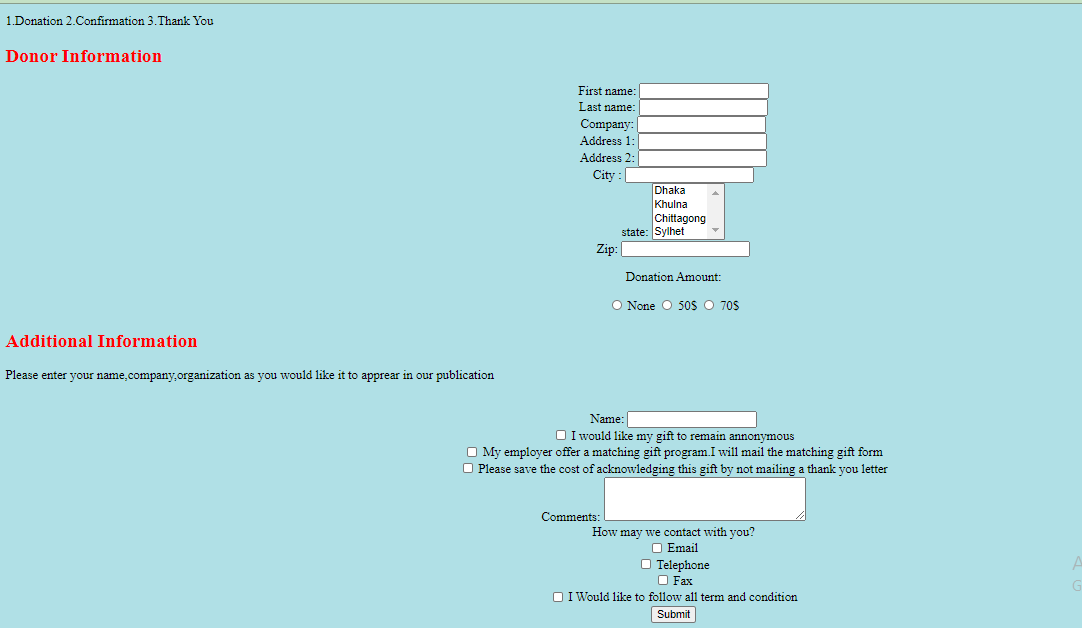 1.Donation 2.Confirmation 3.Thank You
Donor Information
First name:
Last name:
Company:
Address 1:
Address 2:
City :
Dhaka
Khulna
Chittagong
state: Sylhet
Zip:
Donation Amount:
None 50$ 70$
Additional Information
Please enter your name,company,organization as you would like it to apprear in our publication
Name:
I would like my gift to remain annonymous
My employer offer a matching gift program.I will mail the matching gift form
Please save the cost of acknowledging this gift by not mailing a thank you letter
Comments:
How may we contact with you?
Email
Telephone
Fax
I Would like to follow all term and condition
Submit
A
G